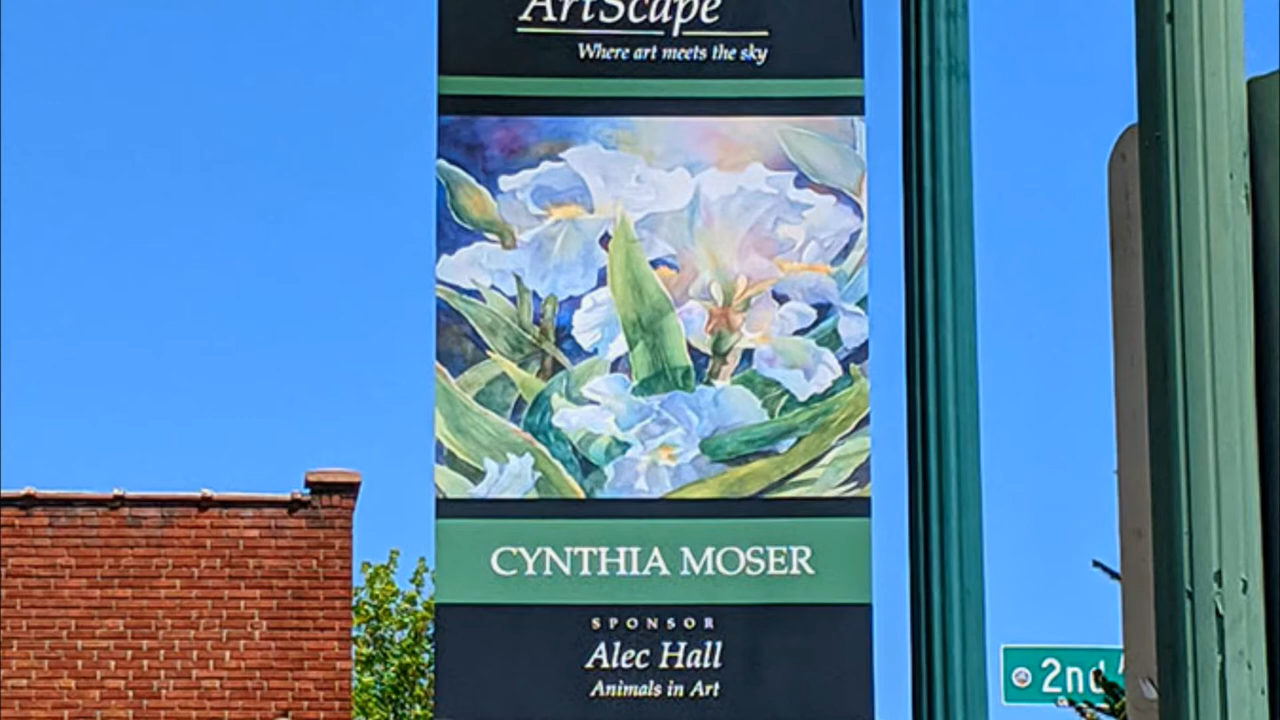 ArtScape
Where art meets the sky
CYNTHIA MOSER
SPONSOR
Alec Hall
Animals in Art
2nd